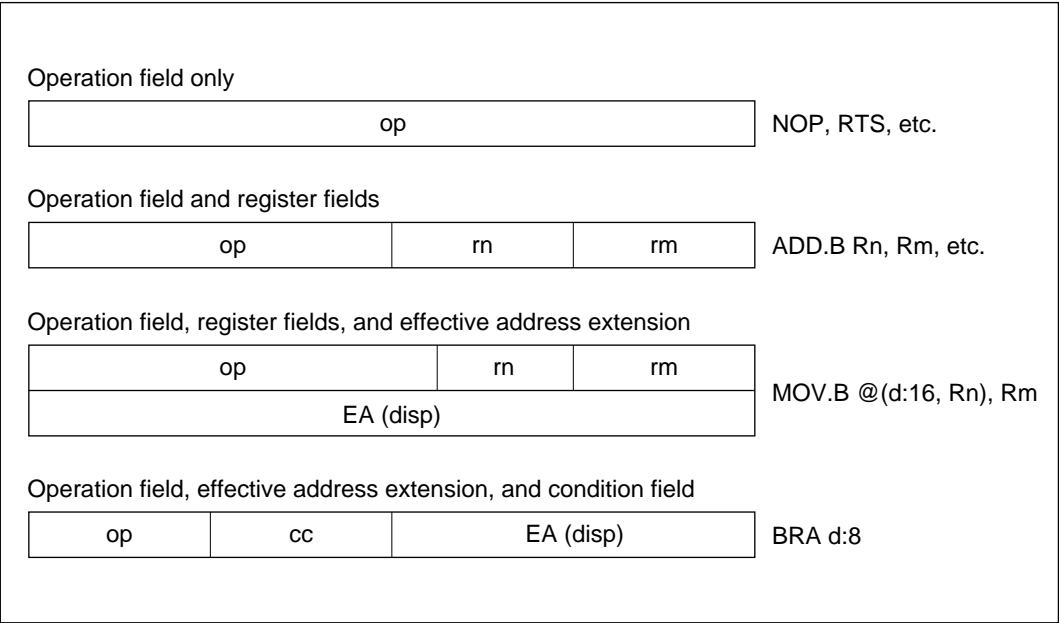 Operation field only
op NOP, RTS, etc.
Operation field and register fields
op rn rm ADD.B Rn, Rm, etc.
Operation field, register fields, and effective address extension
op rn rm
MOV.B @(d:16, Rn), Rm
EA (disp)
Operation field, effective address extension, and condition field
op cc EA (disp) BRA d:8